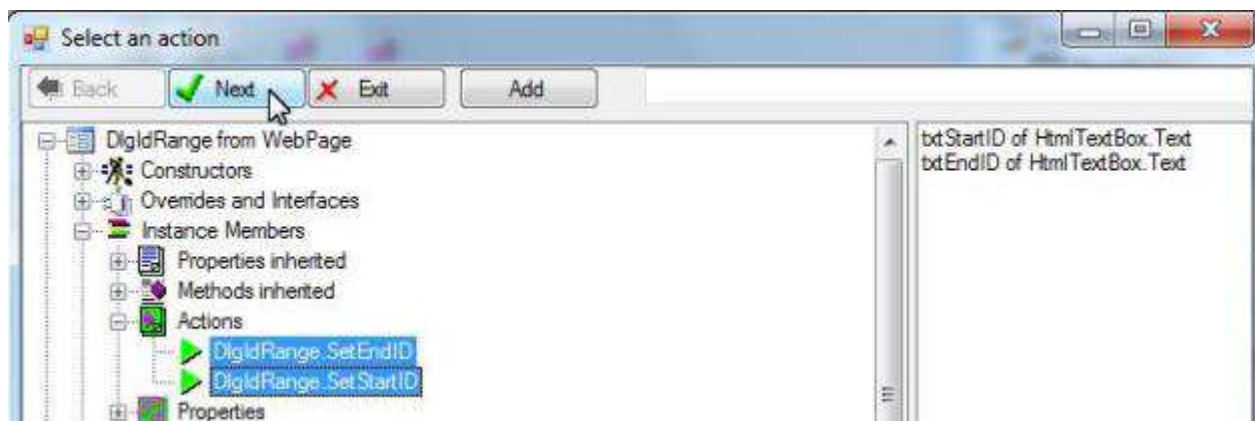 Select an action
Back Next Exit Add
DlgIdRange from WebPage
Constructors
Overrides and Interfaces
Instance Members
Properties inherited
Methods inherited
Actions
DlgIdRange.SetEndID
DlgIdRange.SetStartID
Properties
txtStartID of HtmlTextBox.Text
txtEndID of HtmlTextBox.Text